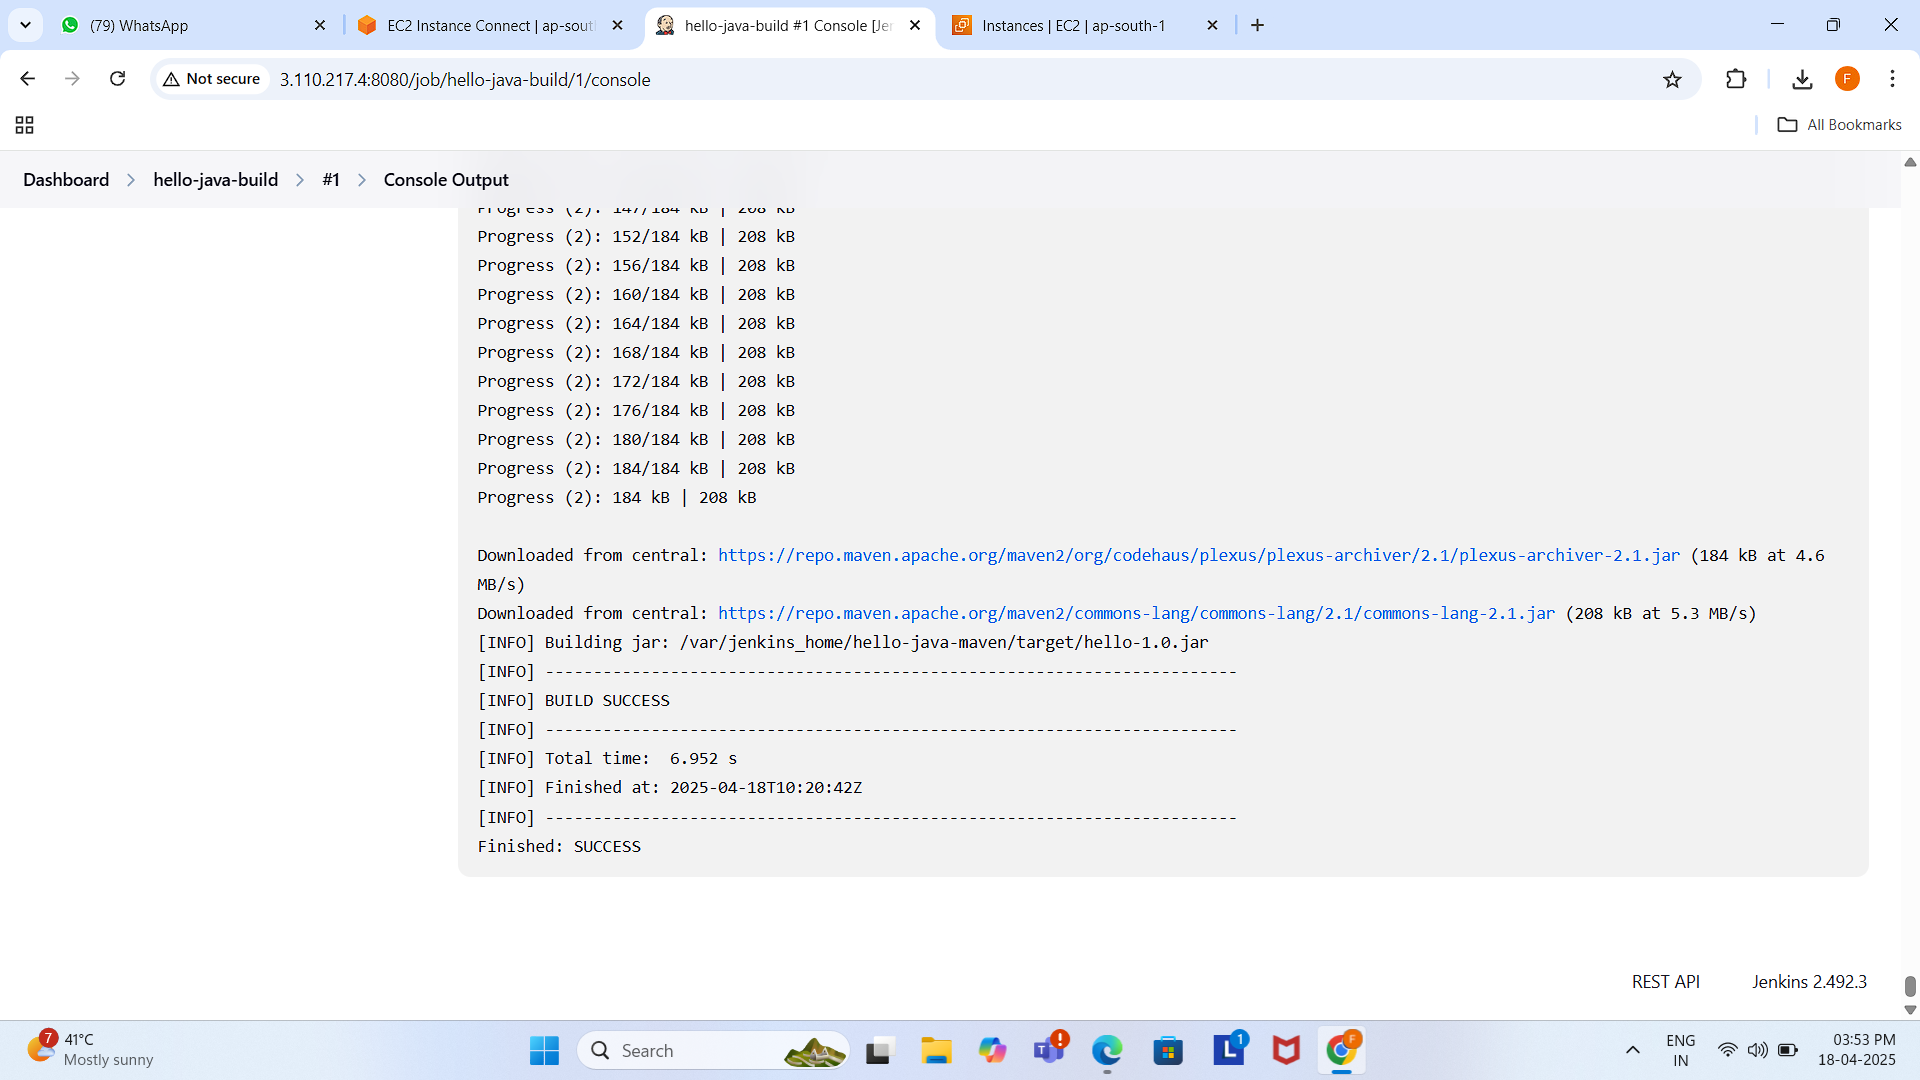 (79) WhatsApp
EC2 Instance Connect | ap-sout
hello-java-build #1 Console [Jer
Instances | EC2 | ap-south-1
Not secure
3.110.217.4:8080/job/hello-java-build/1/console
F
All Bookmarks
Dashboard > hello-java-build > #1 > Console Output
Progress (2): 147/184 kB | 208 kB
Progress (2): 152/184 kB | 208 kB
Progress (2): 156/184 kB | 208 kB
Progress (2): 160/184 kB | 208 kB
Progress (2): 164/184 kB | 208 kB
Progress (2): 168/184 kB | 208 kB
Progress (2): 172/184 kB | 208 kB
Progress (2): 176/184 kB | 208 kB
Progress (2): 180/184 kB | 208 kB
Progress (2): 184/184 kB | 208 kB
Progress (2): 184 kB | 208 kB
Downloaded from central: https://repo.maven.apache.org/maven2/org/codehaus/plexus/plexus-archiver/2.1/plexus-archiver-2.1.jar (184 kB at 4.6
MB/s)
Downloaded from central: https://repo.maven.apache.org/maven2/commons-lang/commons-lang/2.1/commons-lang-2.1.jar (208 kB at 5.3 MB/s)
[INFO] Building jar: /var/jenkins_home/hello-java-maven/target/hello-1.0.jar
[INFO] ------------------------------------------------------------------------
[INFO] BUILD SUCCESS
[INFO] ------------------------------------------------------------------------
[INFO] Total time:  6.952 s
[INFO] Finished at: 2025-04-18T10:20:42Z
[INFO] ------------------------------------------------------------------------
Finished: SUCCESS
REST API
Jenkins 2.492.3
7
41°C
Mostly sunny
Search
1
F
ENG
IN
03:53 PM
18-04-2025